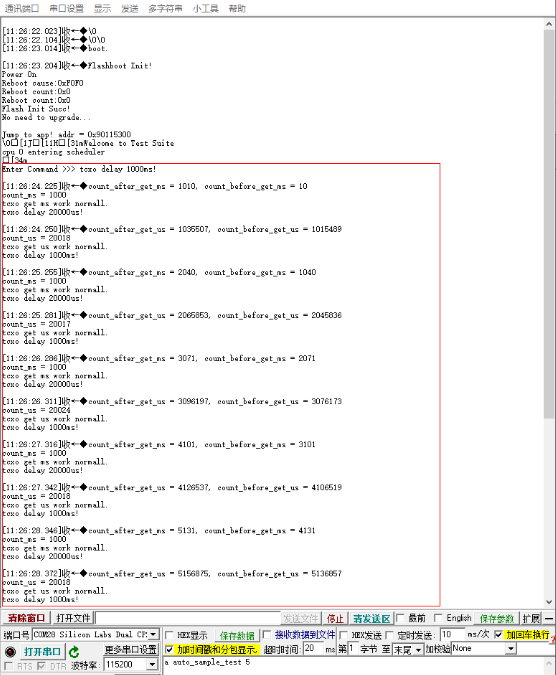 通讯端口 串口设置 显示 发送 多字符串 小工具 帮助
[11:26:22.023]收←◆\0
[11:26:22.104]收←◆\0\0
[11:26:23.014]收←◆boot.
[11:26:23.204]收←◆Flashboot Init!
Power On
Reboot cause:0xF0F0
Reboot count:0x0
Reboot count:0x0
Flash Init Succ!
No need to upgrade...
Jump to app! addr = 0x90115300
\0□[1J□[11H□[31mWelcome to Test Suite
cpu 0 entering scheduler
□[34m
Enter Command >>> tcxo delay 1000ms!
[11:26:24.225]收←◆count_after_get_ms = 1010, count_before_get_ms = 10
count_ms = 1000
tcxo get ms work normall.
tcxo delay 20000us!
[11:26:24.250]收←◆count_after_get_us = 1035507, count_before_get_us = 1015489
count_us = 20018
tcxo get us work normall.
tcxo delay 1000ms!
[11:26:25.255]收←◆count_after_get_ms = 2040, count_before_get_ms = 1040
count_ms = 1000
tcxo get ms work normall.
tcxo delay 20000us!
[11:26:25.281]收←◆count_after_get_us = 2065853, count_before_get_us = 2045836
count_us = 20017
tcxo get us work normall.
tcxo delay 1000ms!
[11:26:26.286]收←◆count_after_get_ms = 3071, count_before_get_ms = 2071
count_ms = 1000
tcxo get ms work normall.
tcxo delay 20000us!
[11:26:26.311]收←◆count_after_get_us = 3096197, count_before_get_us = 3076173
count_us = 20024
tcxo get us work normall.
tcxo delay 1000ms!
[11:26:27.316]收←◆count_after_get_ms = 4101, count_before_get_ms = 3101
count_ms = 1000
tcxo get ms work normall.
tcxo delay 20000us!
[11:26:27.342]收←◆count_after_get_us = 4126537, count_before_get_us = 4106519
count_us = 20018
tcxo get us work normall.
tcxo delay 1000ms!
[11:26:28.346]收←◆count_after_get_ms = 5131, count_before_get_ms = 4131
count_ms = 1000
tcxo get ms work normall.
tcxo delay 20000us!
[11:26:28.372]收←◆count_after_get_us = 5156875, count_before_get_us = 5136857
count_us = 20018
tcxo get us work normall.
tcxo delay 1000ms!
清除窗口 打开文件 发送文件 停止 清发送区 最前 English 保存参数 扩展 —
端口号 COM28 Silicon Labs Dual CP. HEX显示 保存数据 接收数据到文件 HEX发送 定时发送: 10 ms/次 加回车换行
打开串口 更多串口设置 加时间戳和分包显示, 超时时间: 20 ms 第 1 字节 至 末尾 加校验 None
RTS DTR 波特率: 115200 a auto_sample_test 5